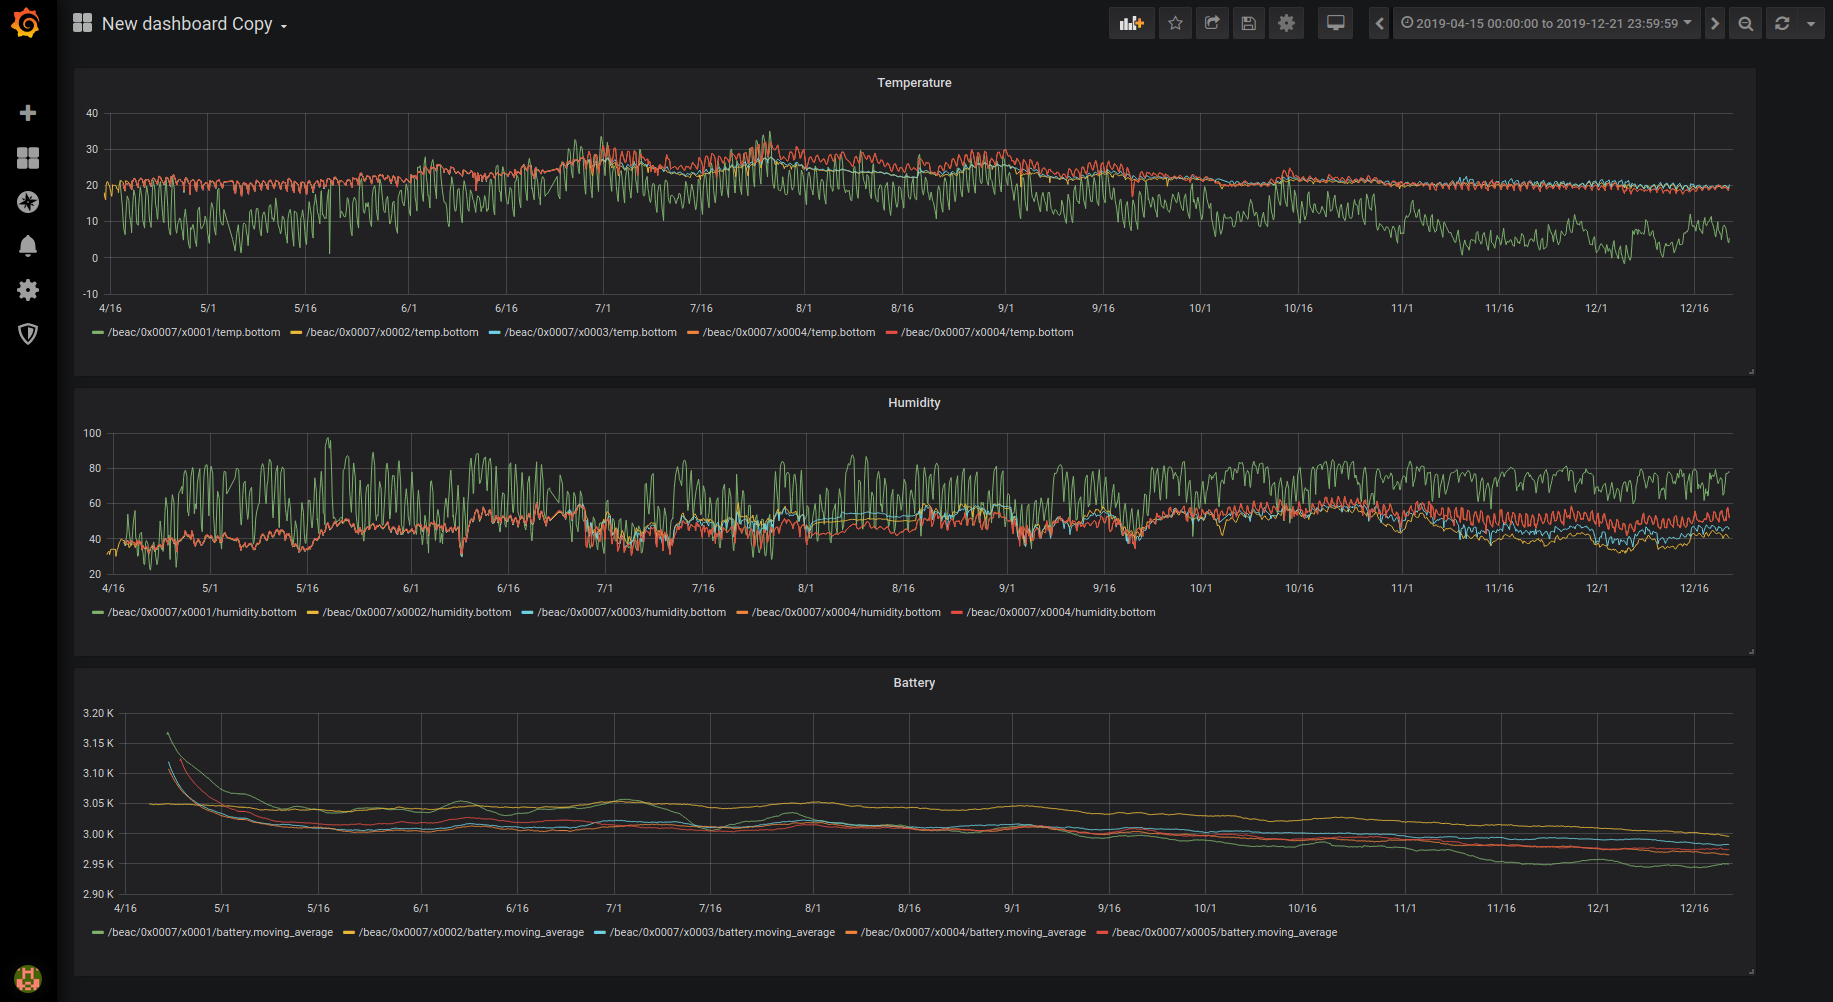 New dashboard Copy
2019-04-15 00:00:00 to 2019-12-21 23:59:59
Temperature
40
30
20
10
0
-10
4/16 5/1 5/16 6/1 6/16 7/1 7/16 8/1 8/16 9/1 9/16 10/1 10/16 11/1 11/16 12/1 12/16
/beac/0x0007/x0001/temp.bottom /beac/0x0007/x0002/temp.bottom /beac/0x0007/x0003/temp.bottom /beac/0x0007/x0004/temp.bottom /beac/0x0007/x0004/temp.bottom
Humidity
100
80
60
40
20
4/16 5/1 5/16 6/1 6/16 7/1 7/16 8/1 8/16 9/1 9/16 10/1 10/16 11/1 11/16 12/1 12/16
/beac/0x0007/x0001/humidity.bottom /beac/0x0007/x0002/humidity.bottom /beac/0x0007/x0003/humidity.bottom /beac/0x0007/x0004/humidity.bottom /beac/0x0007/x0004/humidity.bottom
Battery
3.20 K
3.15 K
3.10 K
3.05 K
3.00 K
2.95 K
2.90 K
4/16 5/1 5/16 6/1 6/16 7/1 7/16 8/1 8/16 9/1 9/16 10/1 10/16 11/1 11/16 12/1 12/16
/beac/0x0007/x0001/battery.moving_average /beac/0x0007/x0002/battery.moving_average /beac/0x0007/x0003/battery.moving_average /beac/0x0007/x0004/battery.moving_average /beac/0x0007/x0005/battery.moving_average